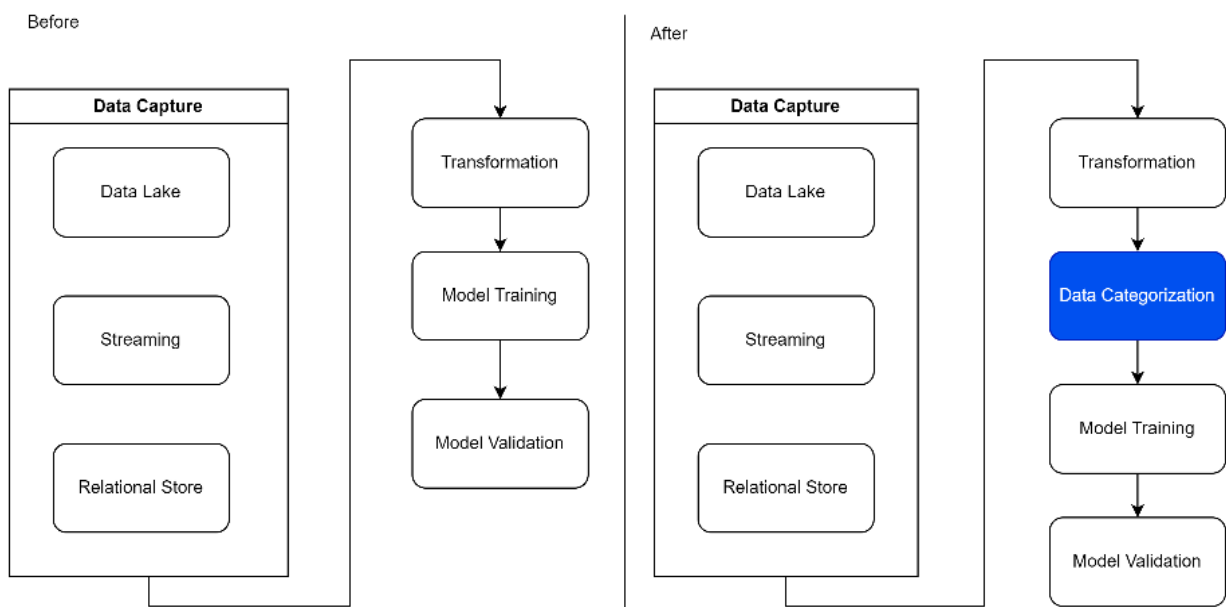 Before
Data Capture
Data Lake
Streaming
Relational Store
Transformation
Model Training
Model Validation
After
Data Capture
Data Lake
Streaming
Relational Store
Transformation
Data Categorization
Model Training
Model Validation